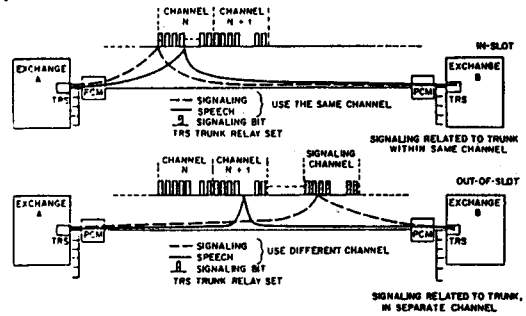 CHANNEL N
CHANNEL N + 1
IN-SLOT
EXCHANGE A
TRS
PCM
PCM
EXCHANGE B
TRS
SIGNALING
SPEECH
SIGNALING BIT
USE THE SAME CHANNEL
TRS TRUNK RELAY SET
SIGNALING RELATED TO TRUNK
WITHIN SAME CHANNEL
CHANNEL N
CHANNEL N + 1
SIGNALING CHANNEL
OUT-OF-SLOT
EXCHANGE A
TRS
PCM
PCM
EXCHANGE B
TRS
SIGNALING
SPEECH
SIGNALING BIT
USE DIFFERENT CHANNEL
TRS TRUNK RELAY SET
SIGNALING RELATED TO TRUNK,
IN SEPARATE CHANNEL